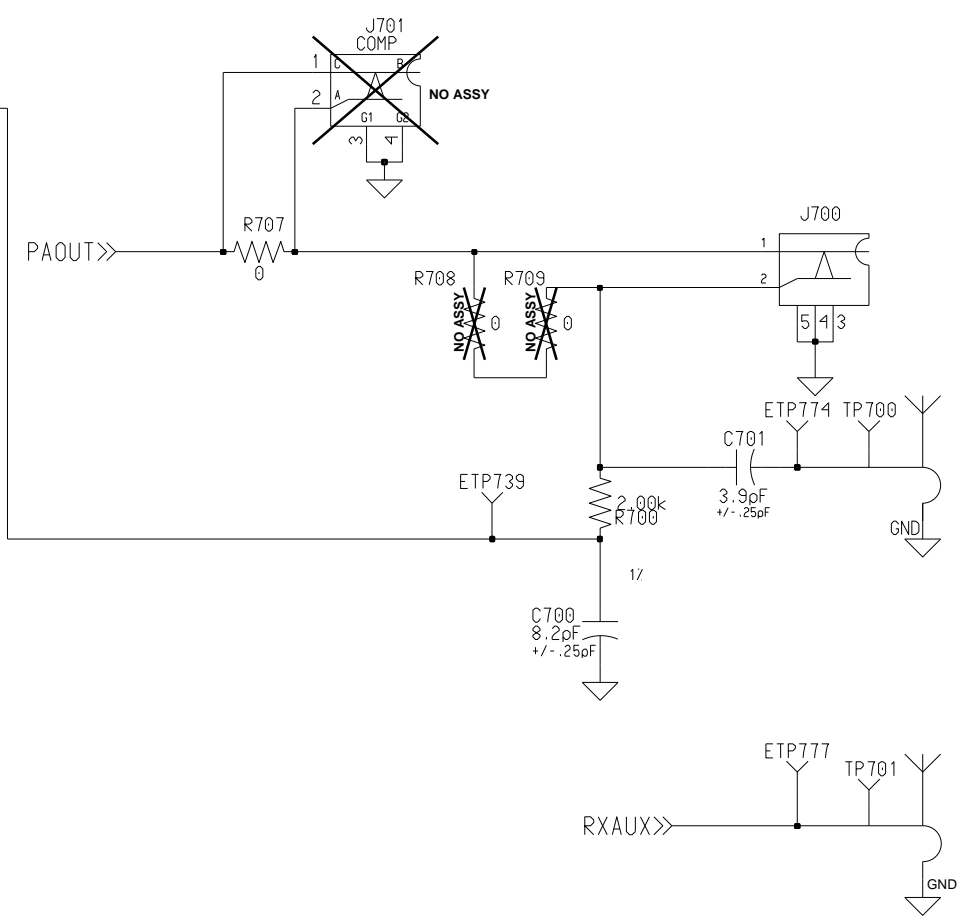 J701
COMP
1
C
B
2
A
NO ASSY
G1
G2
3
4
J700
R707
PAOUT
0
1
2
R708
R709
NO ASSY
0
NO ASSY
0
5
4
3
ETP774
TP700
C701
ETP739
3.9pF
+/-.25pF
2.00k
R700
GND
1%
C700
8.2pF
+/-.25pF
ETP777
TP701
RXAUX
GND